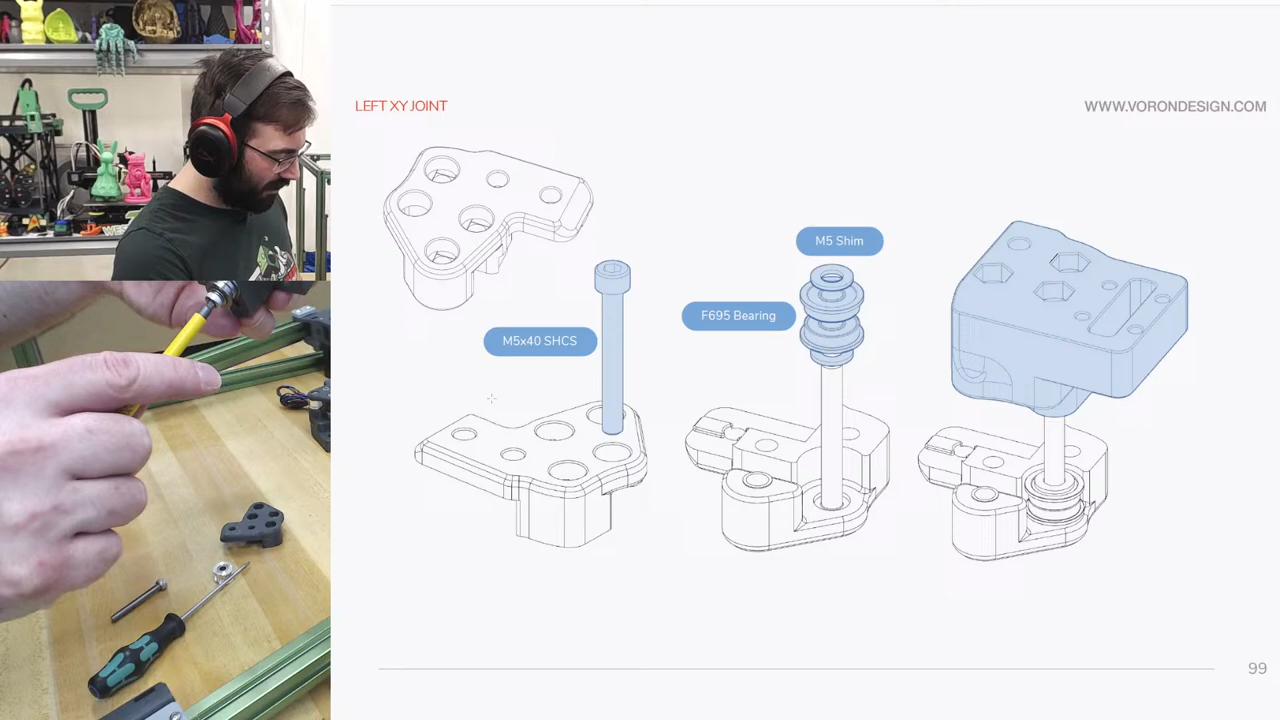 LEFT XY JOINT
WWW.VORONDESIGN.COM
M5 Shim
F695 Bearing
M5x40 SHCS
99